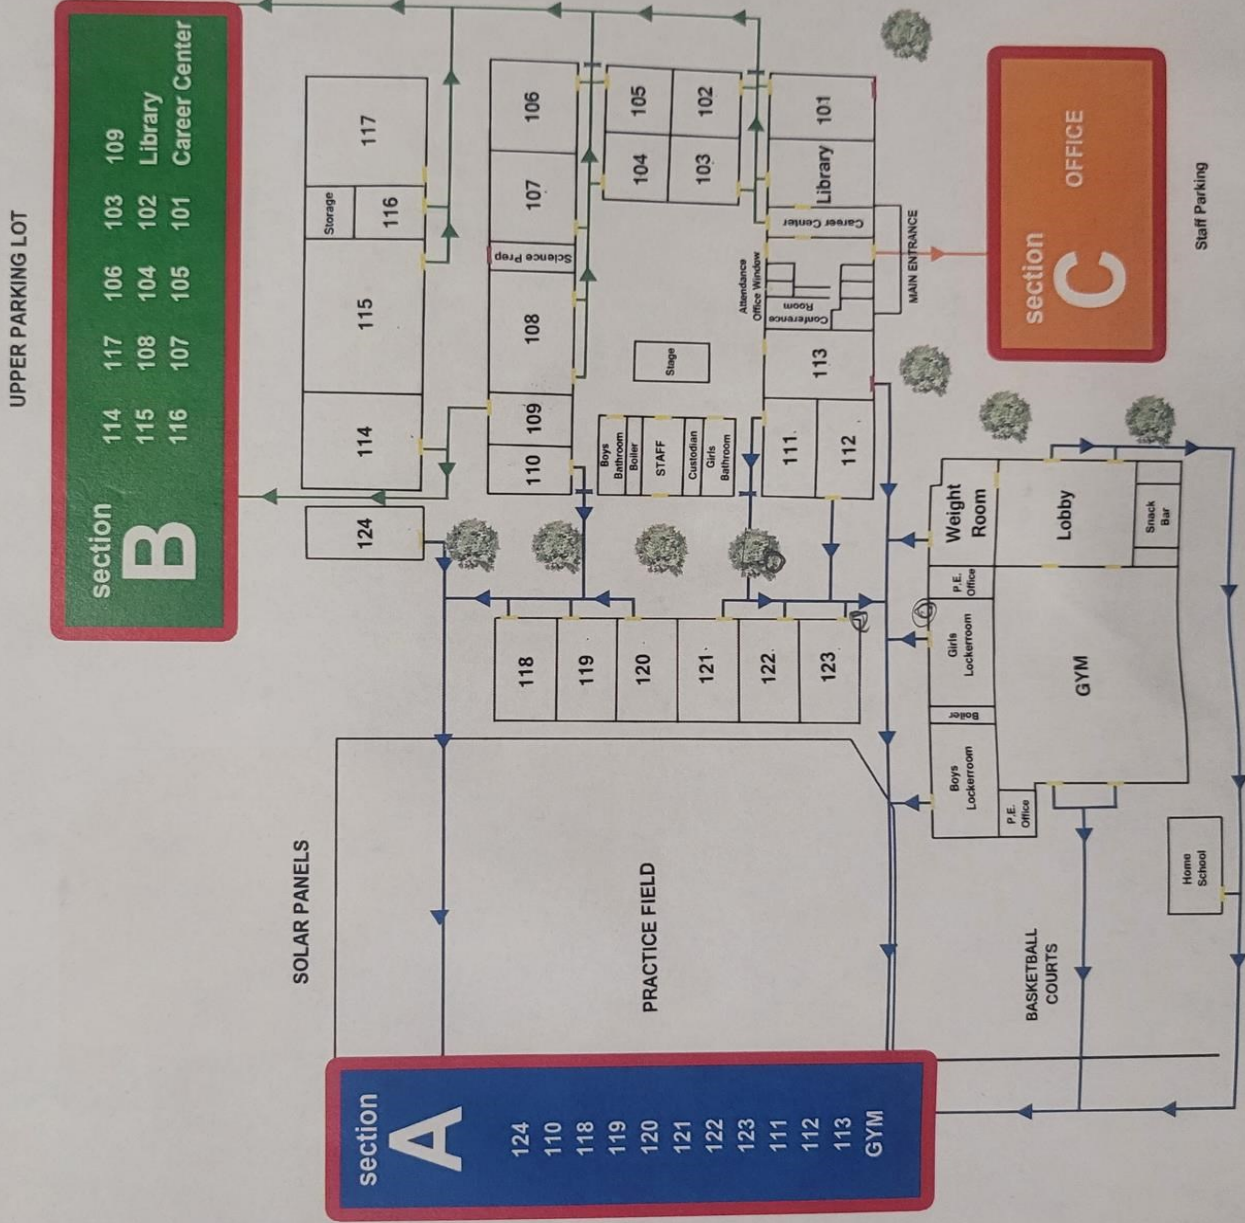 UPPER PARKING LOT
section
B
114 117 106 103 109
115 108 104 102 Library
116 107 105 101 Career Center
124
114
115
Storage
116
117
110
109
108
Science Prep
107
106
104
105
103
102
Boys
Bathroom
Boiler
STAFF
Custodian
Girls
Bathroom
Stage
Attendance
Office Window
111.
112
113
Conference
Room
Career Center
Library
101
MAIN ENTRANCE
section
C
OFFICE
Staff Parking
118
119
120
121.
122.
123
SOLAR PANELS
PRACTICE FIELD
Weight
Room
P.E.
Office
Girls
Lockerroom
Boiler
Boys
Lockerroom
P.E.
Office
Lobby
Snack
Bar
GYM
Home
School
BASKETBALL
COURTS
section
A
124
110
118
119
120
121
122
123
111
112
113
GYM